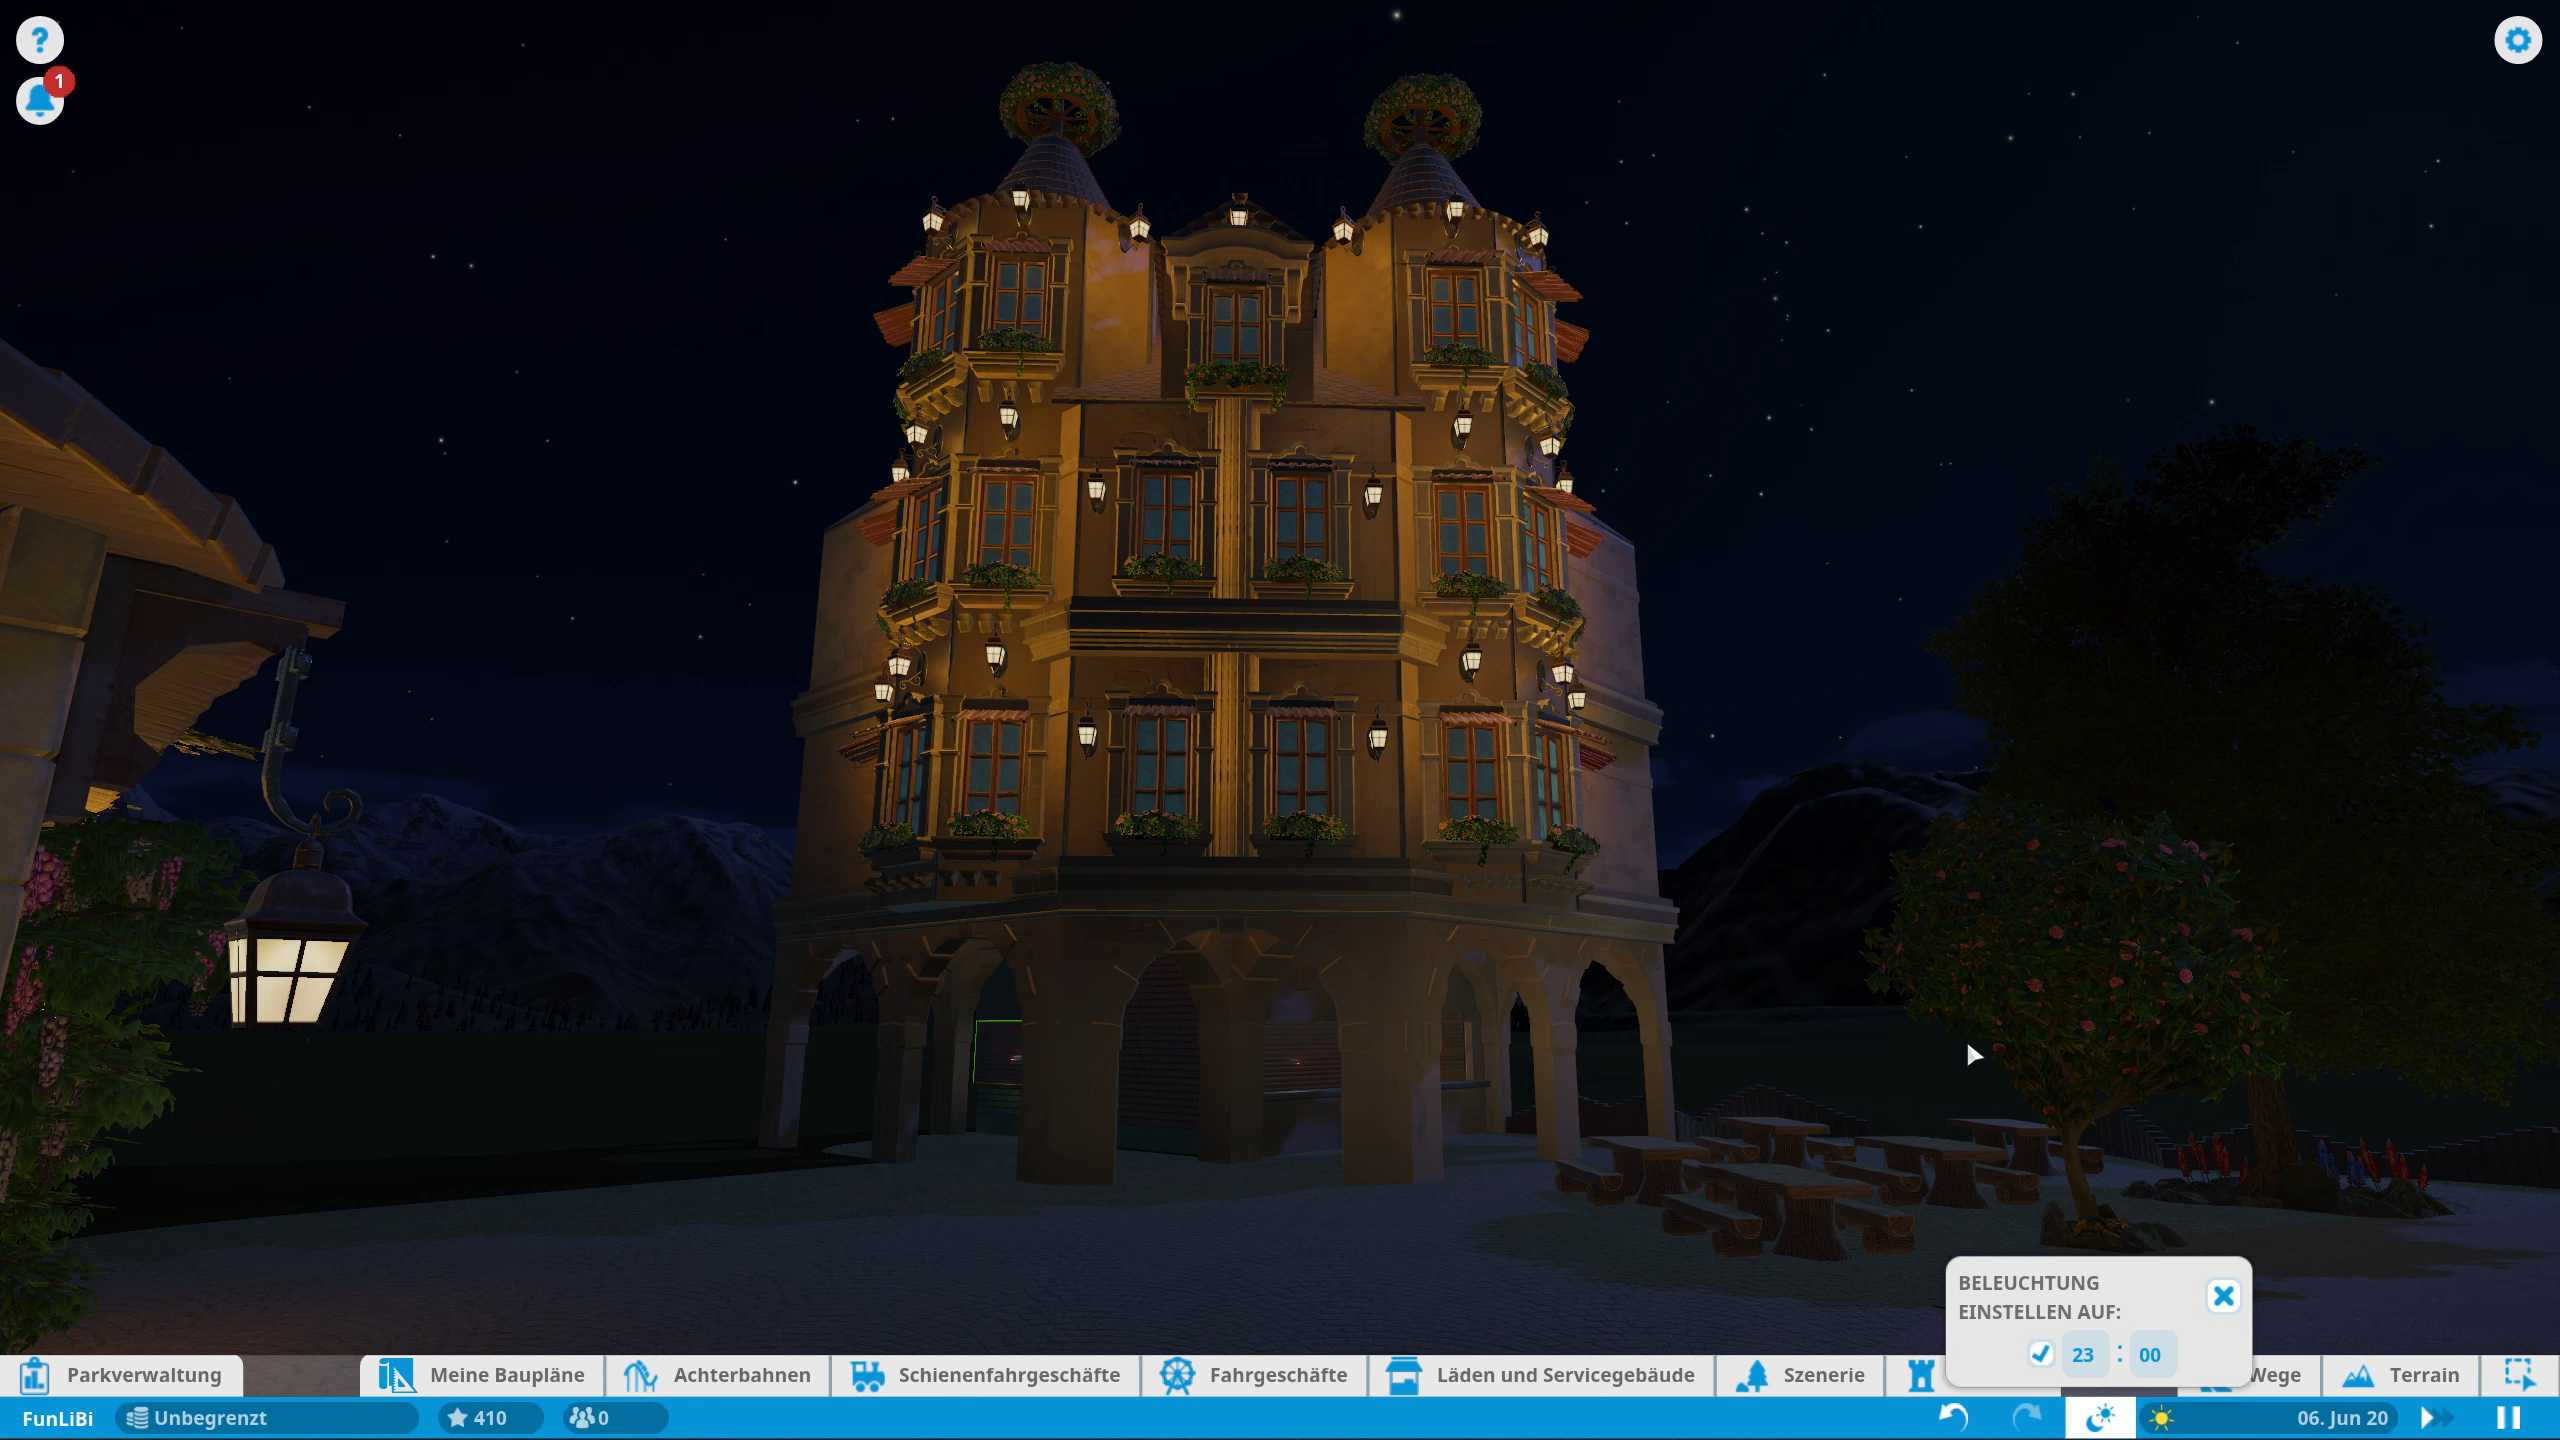 ?
1
BELEUCHTUNG
EINSTELLEN AUF:
23 : 00
Parkverwaltung
Meine Baupläne
Achterbahnen
Schienenfahrgeschäfte
Fahrgeschäfte
Läden und Servicegebäude
Szenerie
Wege
Terrain
FunLiBi
Unbegrenzt
410
0
06. Jun 20